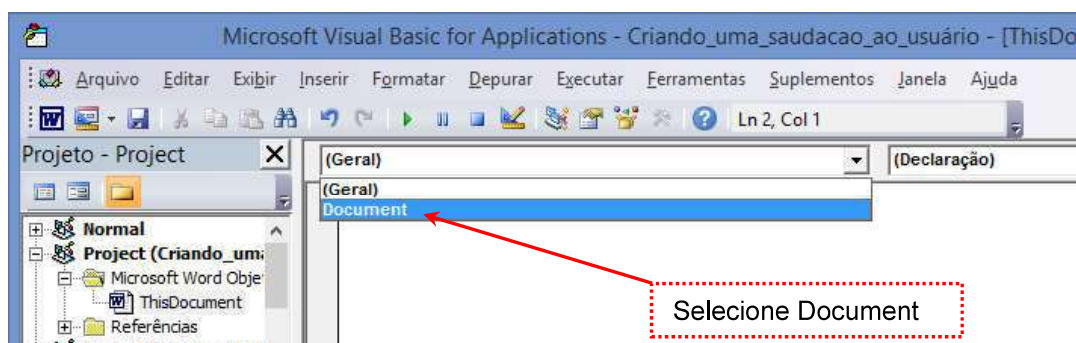 Microsoft Visual Basic for Applications - Criando_uma_saudacao_ao_usuário - [ThisDo
Arquivo Editar Exibir Inserir Formatar Depurar Executar Ferramentas Suplementos Janela Ajuda
Ln 2, Col 1
Projeto - Project
(Geral) (Declaração)
(Geral)
Document
Normal
Project (Criando_um
Microsoft Word Obje
ThisDocument
Referências
Selecione Document